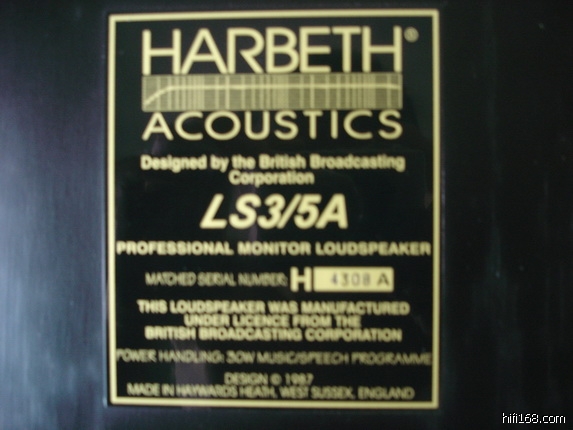 HARBETH®
ACOUSTICS
Designed by the British Broadcasting
Corporation
LS3/5A
PROFESSIONAL MONITOR LOUDSPEAKER
MATCHED SERIAL NUMBER: H 4308 A
THIS LOUDSPEAKER WAS MANUFACTURED
UNDER LICENCE FROM THE
BRITISH BROADCASTING CORPORATION
POWER HANDLING: 30W MUSIC/SPEECH PROGRAMME
DESIGN © 1987
MADE IN HAYWARDS HEATH, WEST SUSSEX, ENGLAND
hifi168.com